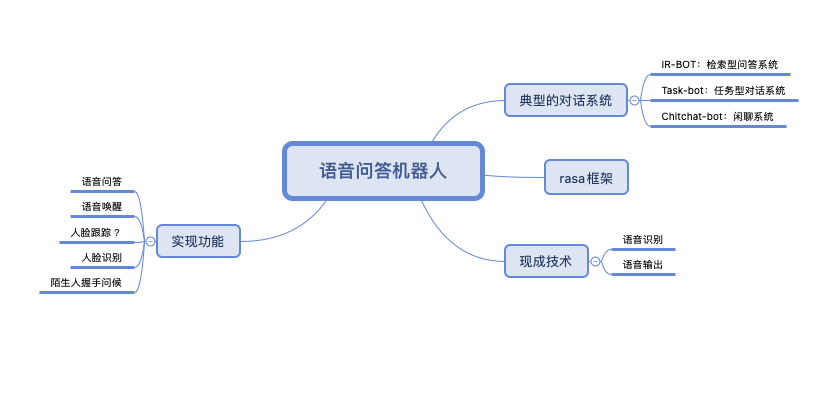 语音问答机器人
典型的对话系统
IR-BOT：检索型问答系统
Task-bot：任务型对话系统
Chitchat-bot：闲聊系统
rasa框架
现成技术
语音识别
语音输出
实现功能
语音问答
语音唤醒
人脸跟踪？
人脸识别
陌生人握手问候